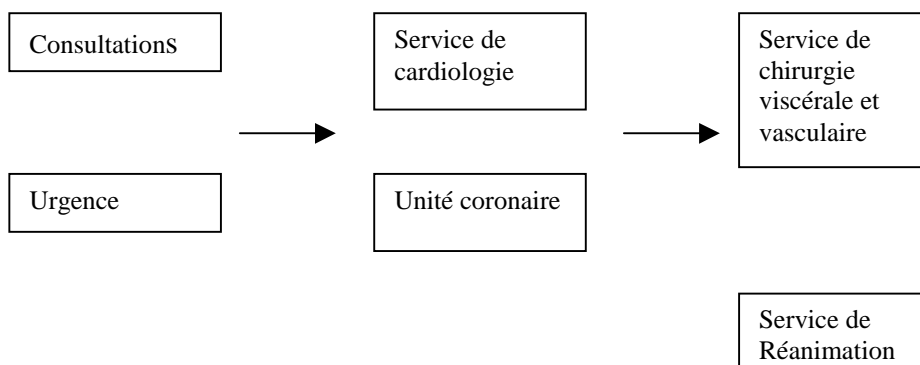 Consultations
Urgence
Service de
cardiologie
Unité coronaire
Service de
chirurgie
viscérale et
vasculaire
Service de
Réanimation